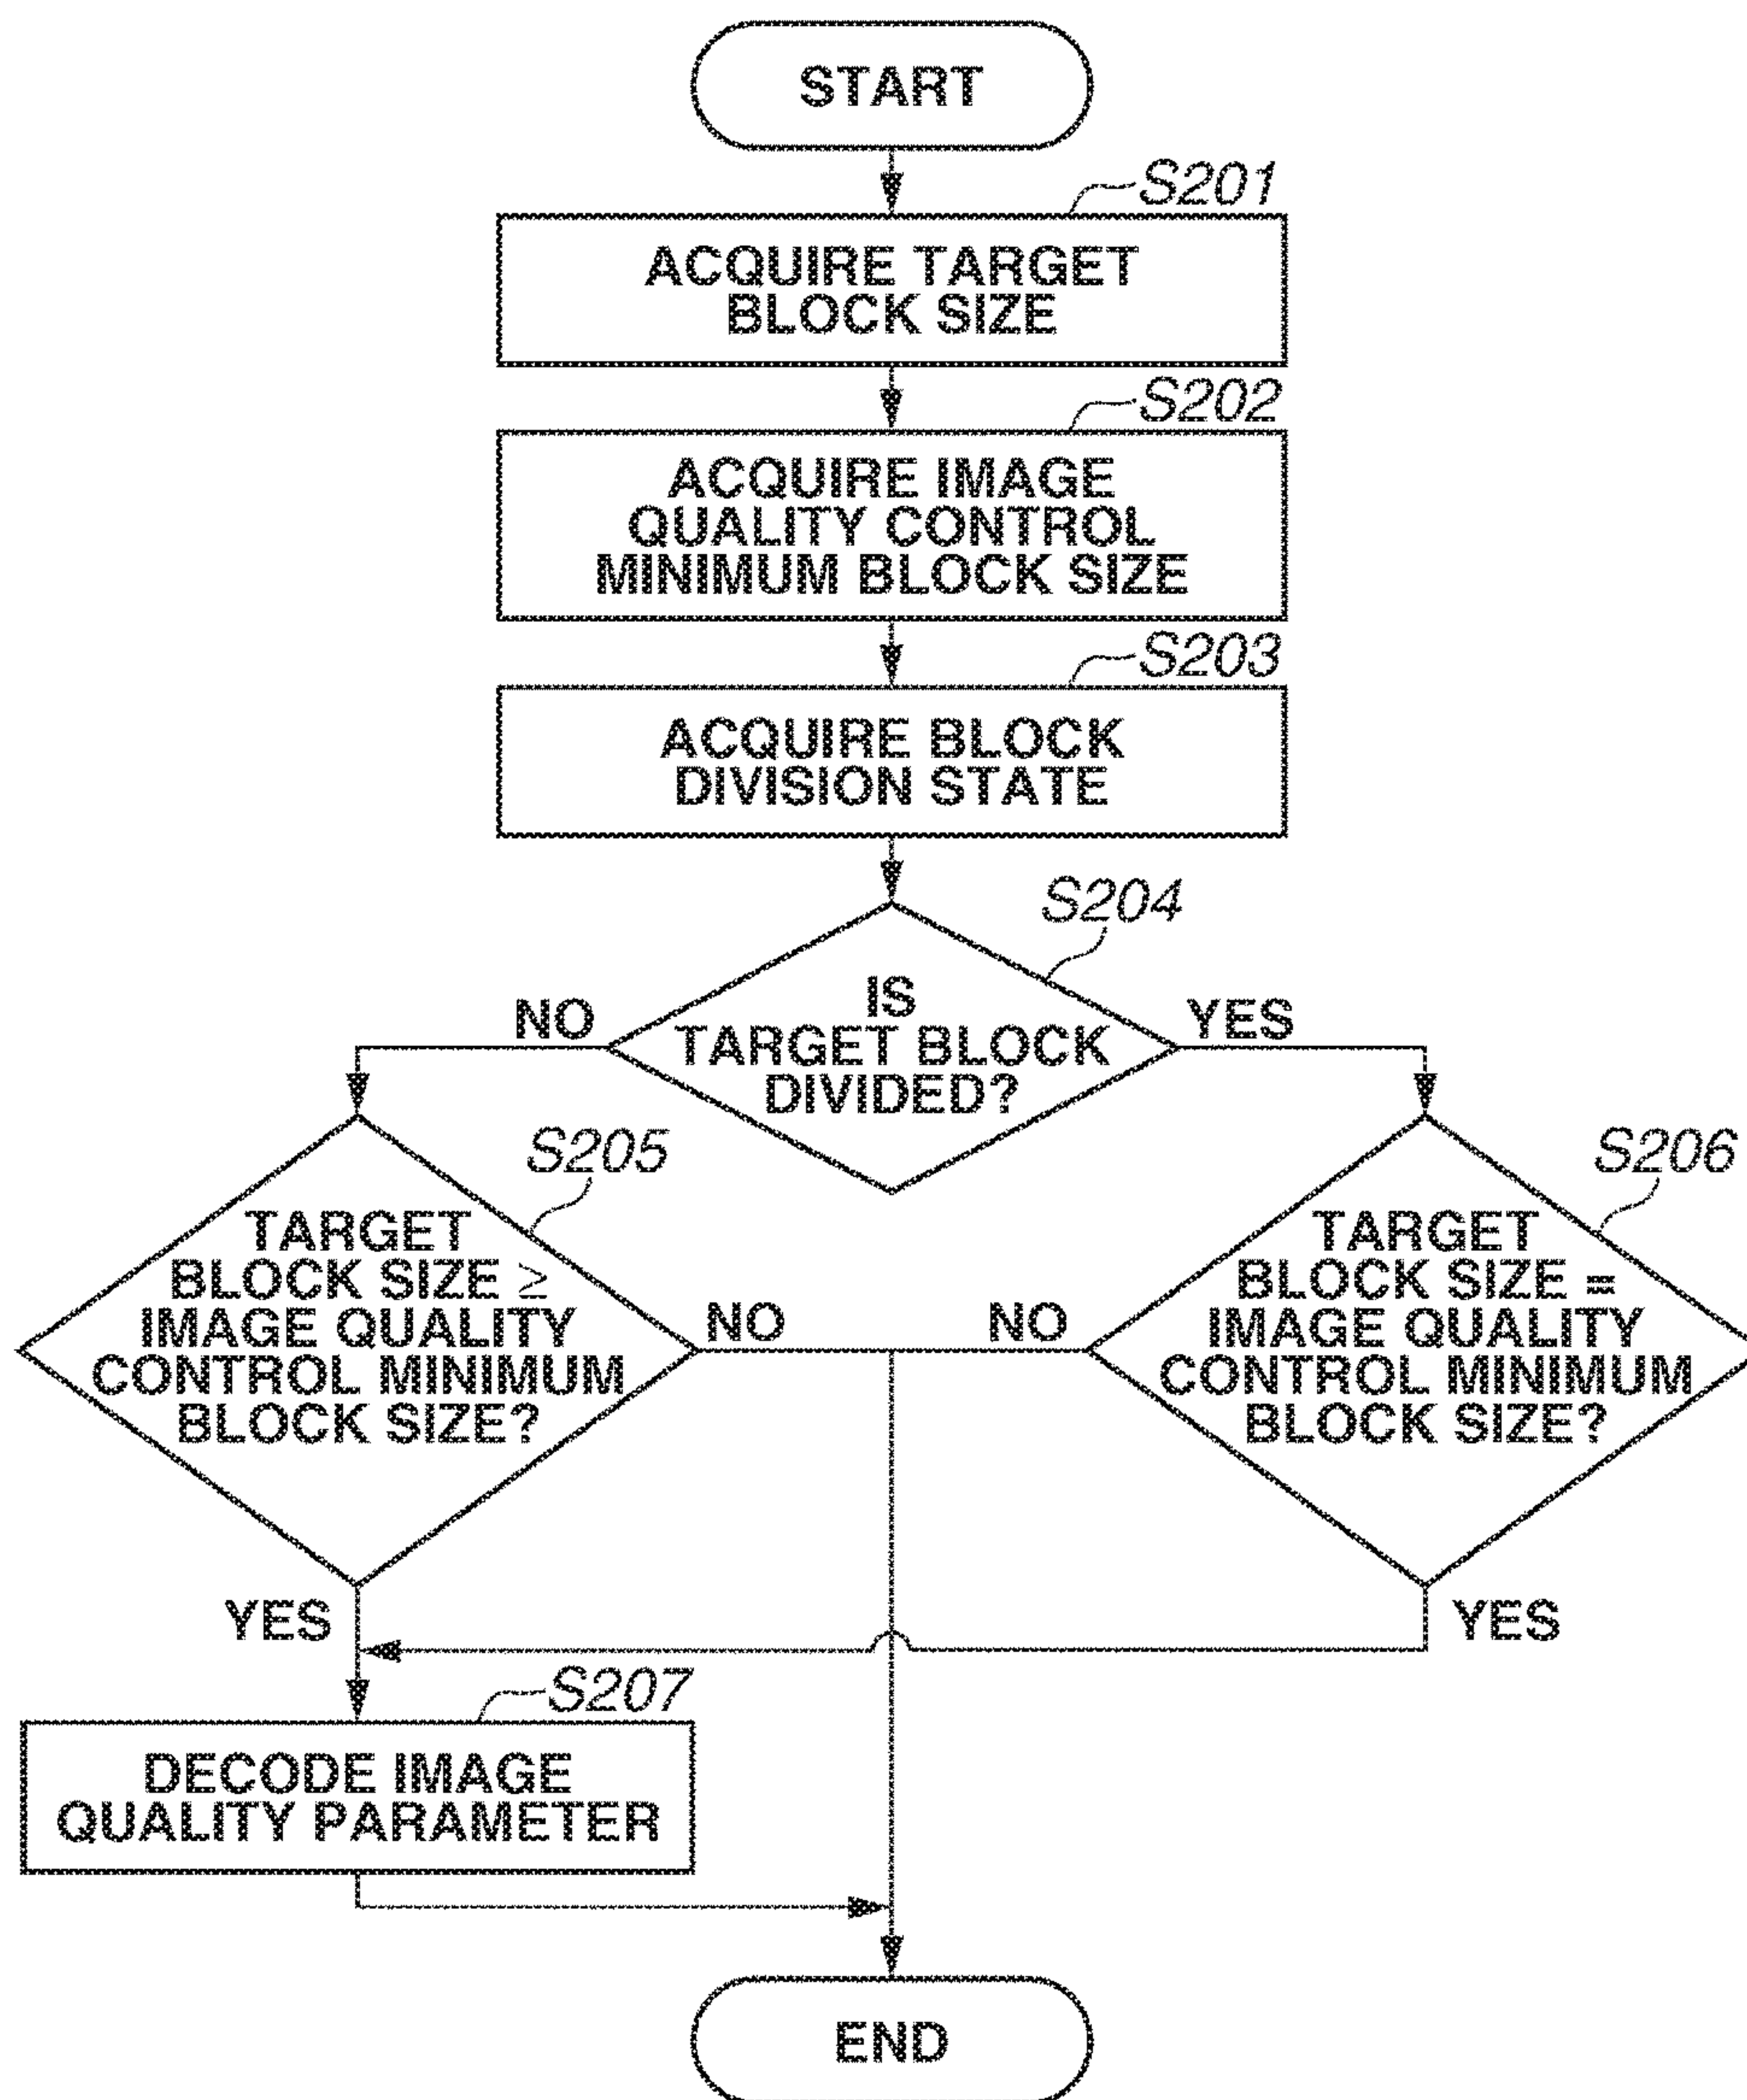 START
S201
ACQUIRE TARGET
BLOCK SIZE
S202
ACQUIRE IMAGE
QUALITY CONTROL
MINIMUM BLOCK SIZE
S203
ACQUIRE BLOCK
DIVISION STATE
S204
IS
TARGET BLOCK
DIVIDED?
NO
YES
S205
TARGET
BLOCK SIZE ≥
IMAGE QUALITY
CONTROL MINIMUM
BLOCK SIZE?
NO
YES
S206
TARGET
BLOCK SIZE =
IMAGE QUALITY
CONTROL MINIMUM
BLOCK SIZE?
NO
YES
S207
DECODE IMAGE
QUALITY PARAMETER
END